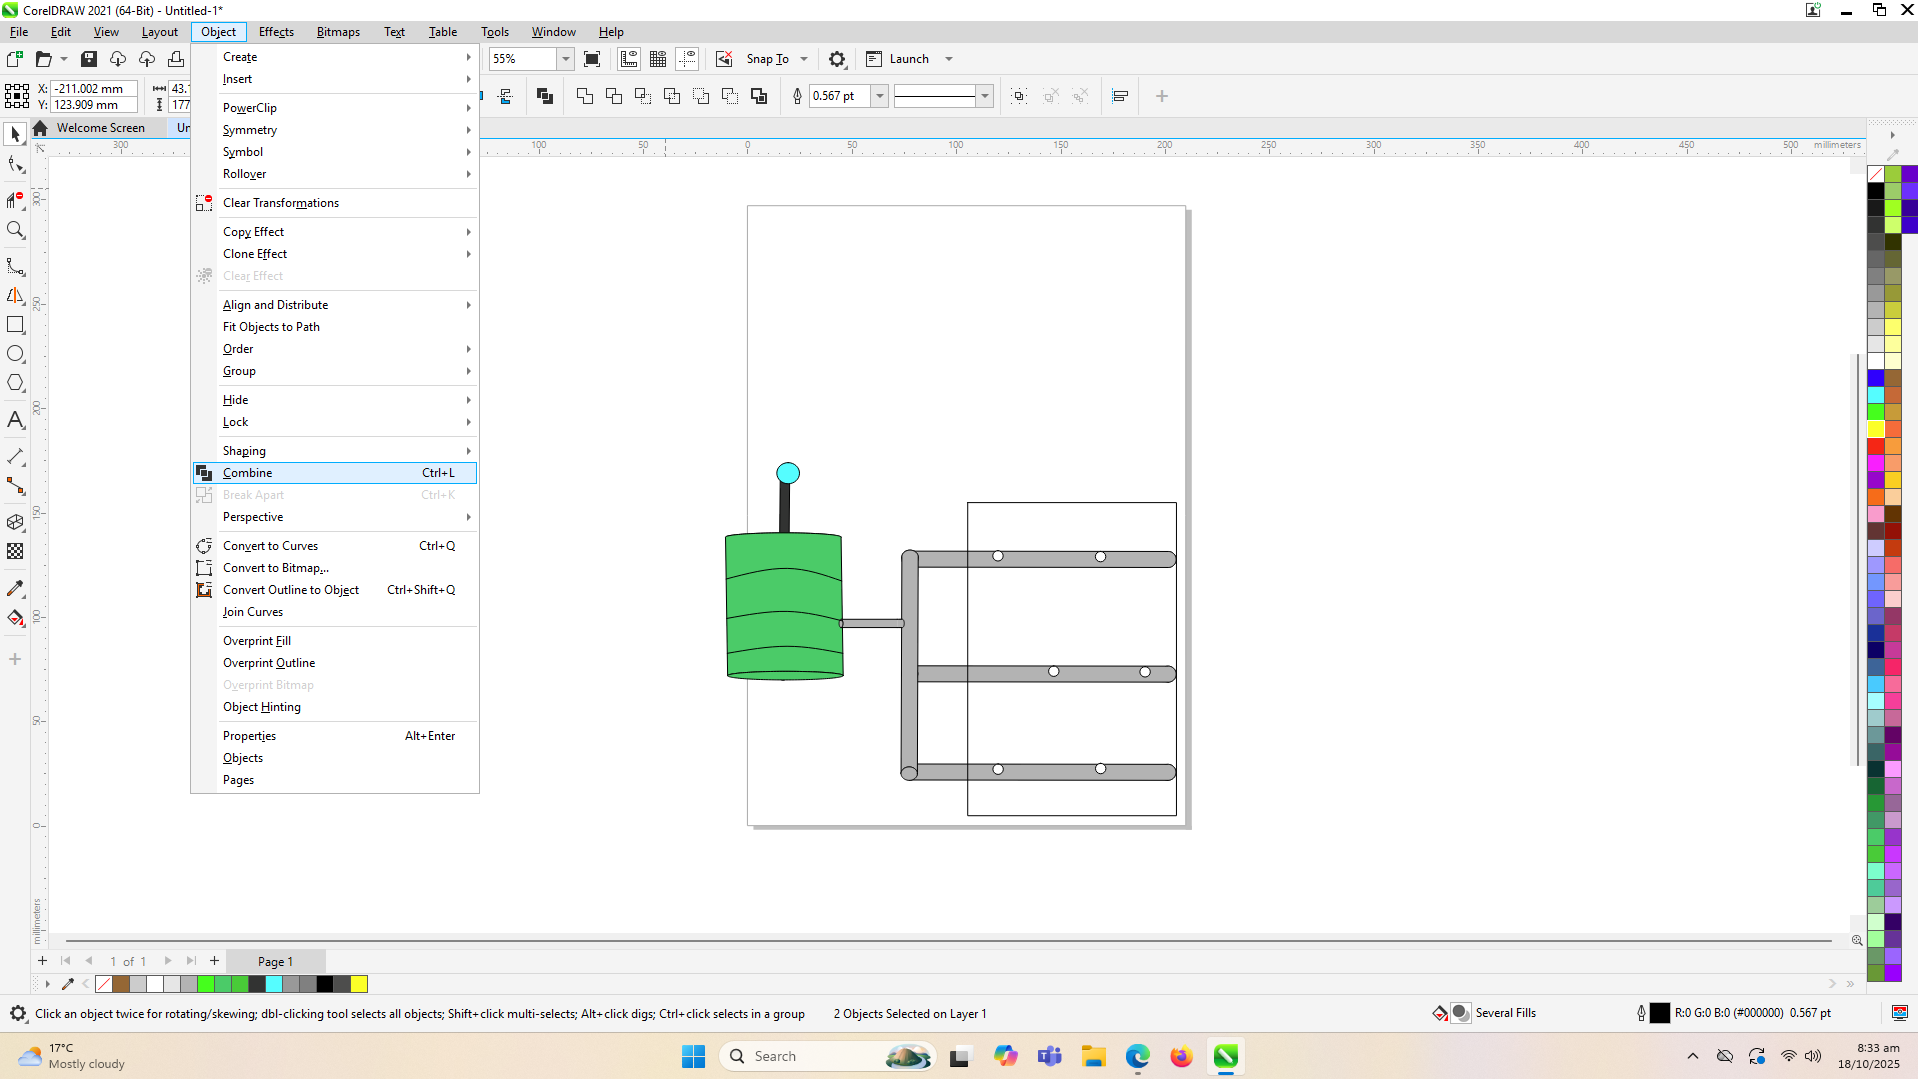 CorelDRAW 2021 (64-Bit) - Untitled-1*
File Edit View Layout Object Effects Bitmaps Text Table Tools Window Help
55% Snap To Launch
X: -211.002 mm
Y: 123.909 mm
43.
177
0.567 pt
Welcome Screen
Un
300 50 0 50 100 150 200 250 300 350 400 450 500 millimeters
300
250
200
150
100
50
0
millimeters
Create
Insert
PowerClip
Symmetry
Symbol
Rollover
Clear Transformations
Copy Effect
Clone Effect
Clear Effect
Align and Distribute
Fit Objects to Path
Order
Group
Hide
Lock
Shaping
Combine Ctrl+L
Break Apart Ctrl+K
Perspective
Convert to Curves Ctrl+Q
Convert to Bitmap...
Convert Outline to Object Ctrl+Shift+Q
Join Curves
Overprint Fill
Overprint Outline
Overprint Bitmap
Object Hinting
Properties Alt+Enter
Objects
Pages
1 of 1
Page 1
Click an object twice for rotating/skewing; dbl-clicking tool selects all objects; Shift+click multi-selects; Alt+click digs; Ctrl+click selects in a group
2 Objects Selected on Layer 1
Several Fills
R:0 G:0 B:0 (#000000) 0.567 pt
17°C
Mostly cloudy
Search
8:33 am
18/10/2025